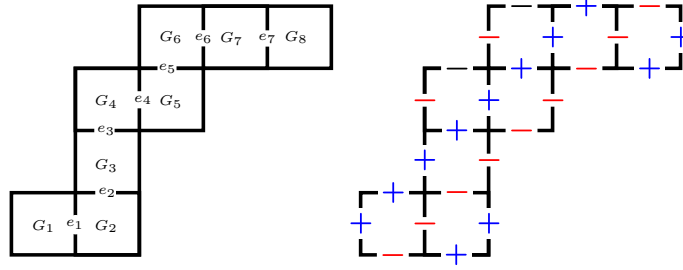 G₆ e₆ G₇ e₇ G₈ − + −
− + − +
e₅ − + − +
G₄ e₄ G₅ − + −
e₃ + −
G₃ + −
e₂ + −
G₁ e₁ G₂ + − +
− +